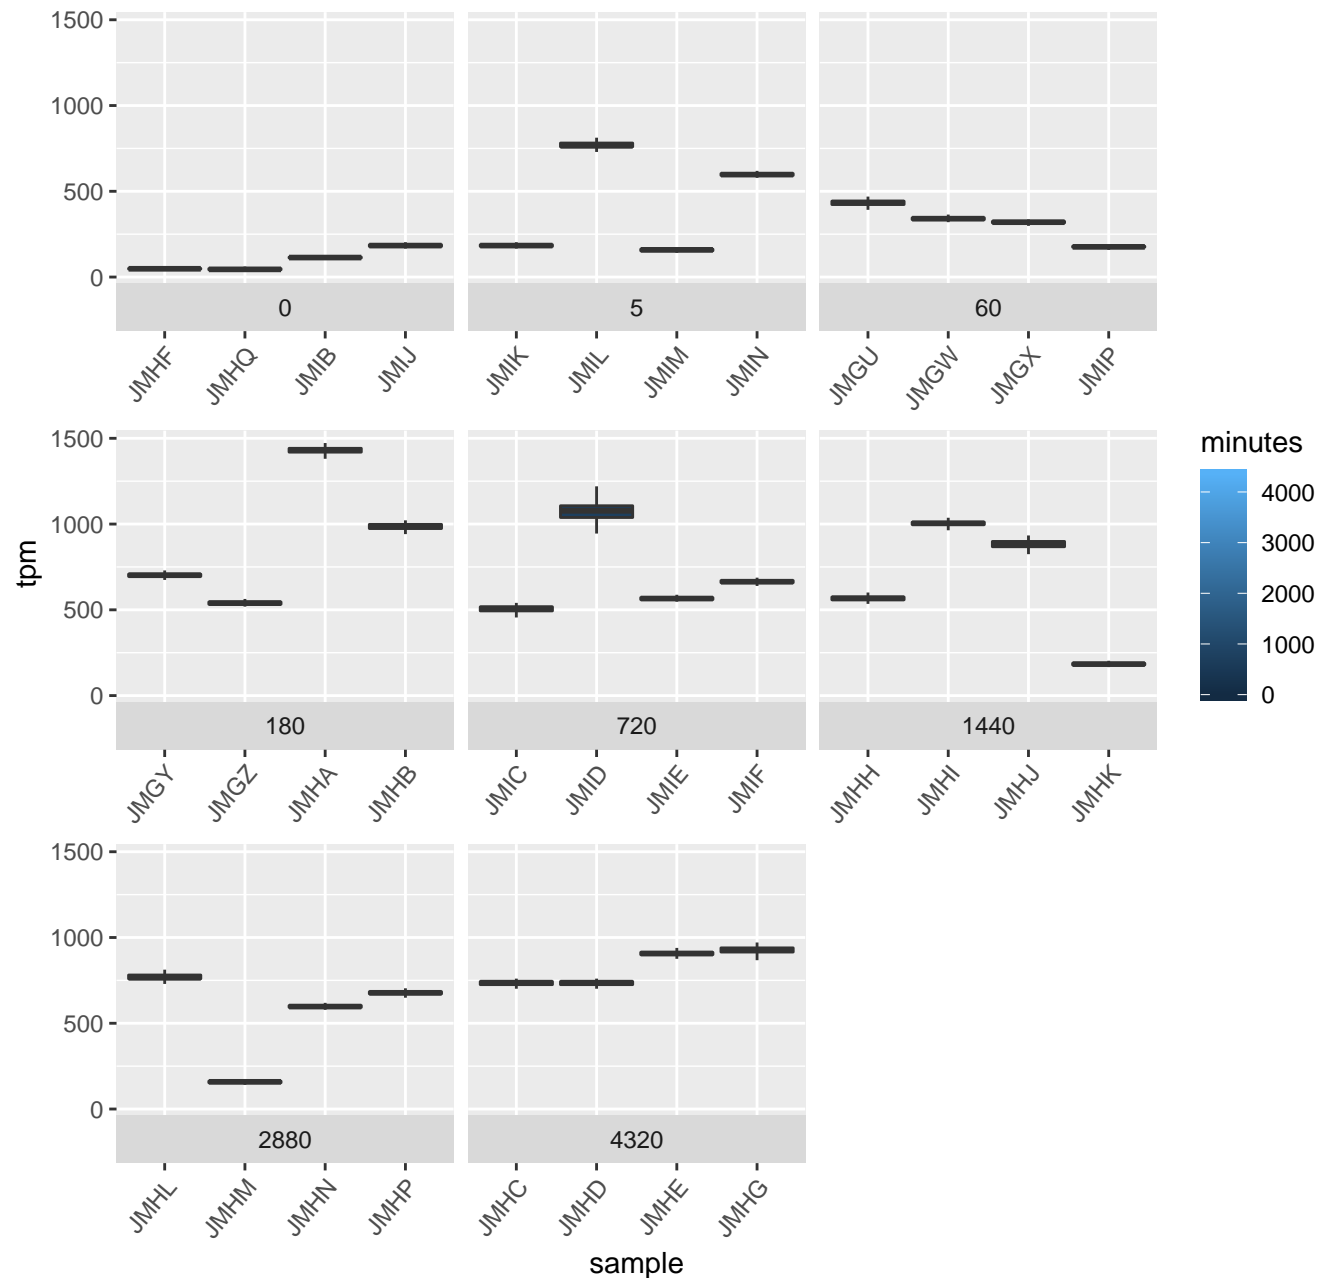 1500
1000
500
0
0 5 60
JMHF JMHQ JMIB JMIJ JMIK JMIL JMIM JMIN JMGU JMGW JMGX JMIP
1500
1000
500
0
180 720 1440
JMGY JMGZ JMHA JMHB JMIC JMID JMIE JMIF JMHH JMHI JMHJ JMHK
1500
1000
500
0
2880 4320
JMHL JMHM JMHN JMHP JMHC JMHD JMHE JMHG
sample
tpm
minutes
4000
3000
2000
1000
0